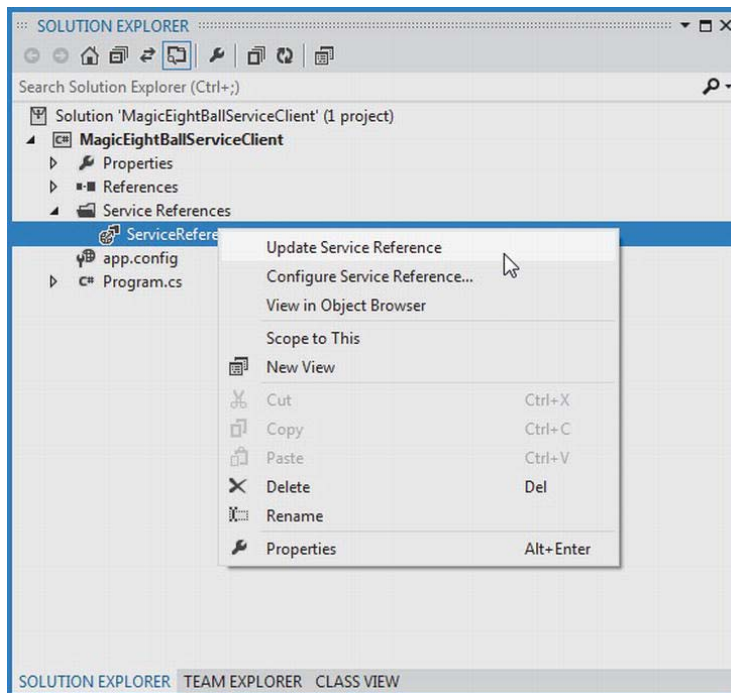 SOLUTION EXPLORER
Search Solution Explorer (Ctrl+;)
Solution 'MagicEightBallServiceClient' (1 project)
C# MagicEightBallServiceClient
Properties
References
Service References
ServiceRefere
app.config
C# Program.cs
Update Service Reference
Configure Service Reference...
View in Object Browser
Scope to This
New View
Cut Ctrl+X
Copy Ctrl+C
Paste Ctrl+V
Delete Del
Rename
Properties Alt+Enter
SOLUTION EXPLORER TEAM EXPLORER CLASS VIEW